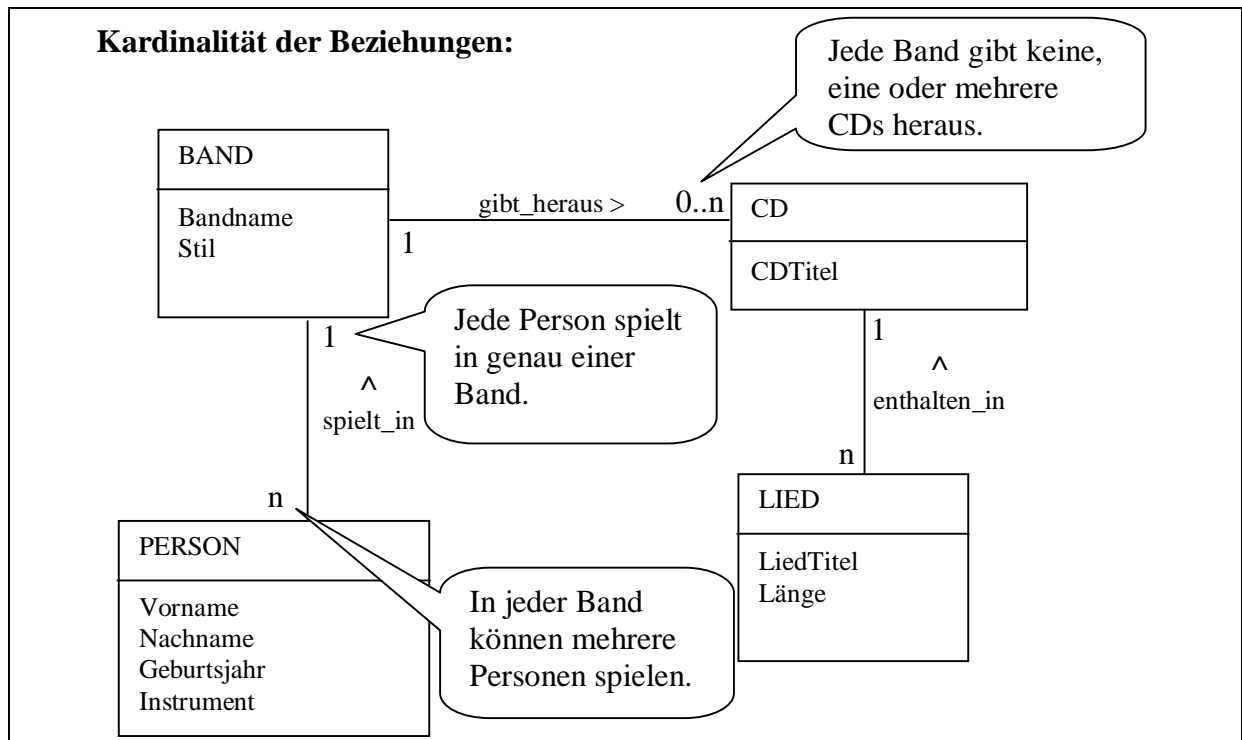 Kardinalität der Beziehungen:
Jede Band gibt keine,
eine oder mehrere
CDs heraus.
BAND
Bandname
Stil
gibt_heraus >
0..n
1
CD
CDTitel
1
^
spielt_in
n
Jede Person spielt
in genau einer
Band.
1
^
enthalten_in
n
PERSON
Vorname
Nachname
Geburtsjahr
Instrument
In jeder Band
können mehrere
Personen spielen.
LIED
LiedTitel
Länge